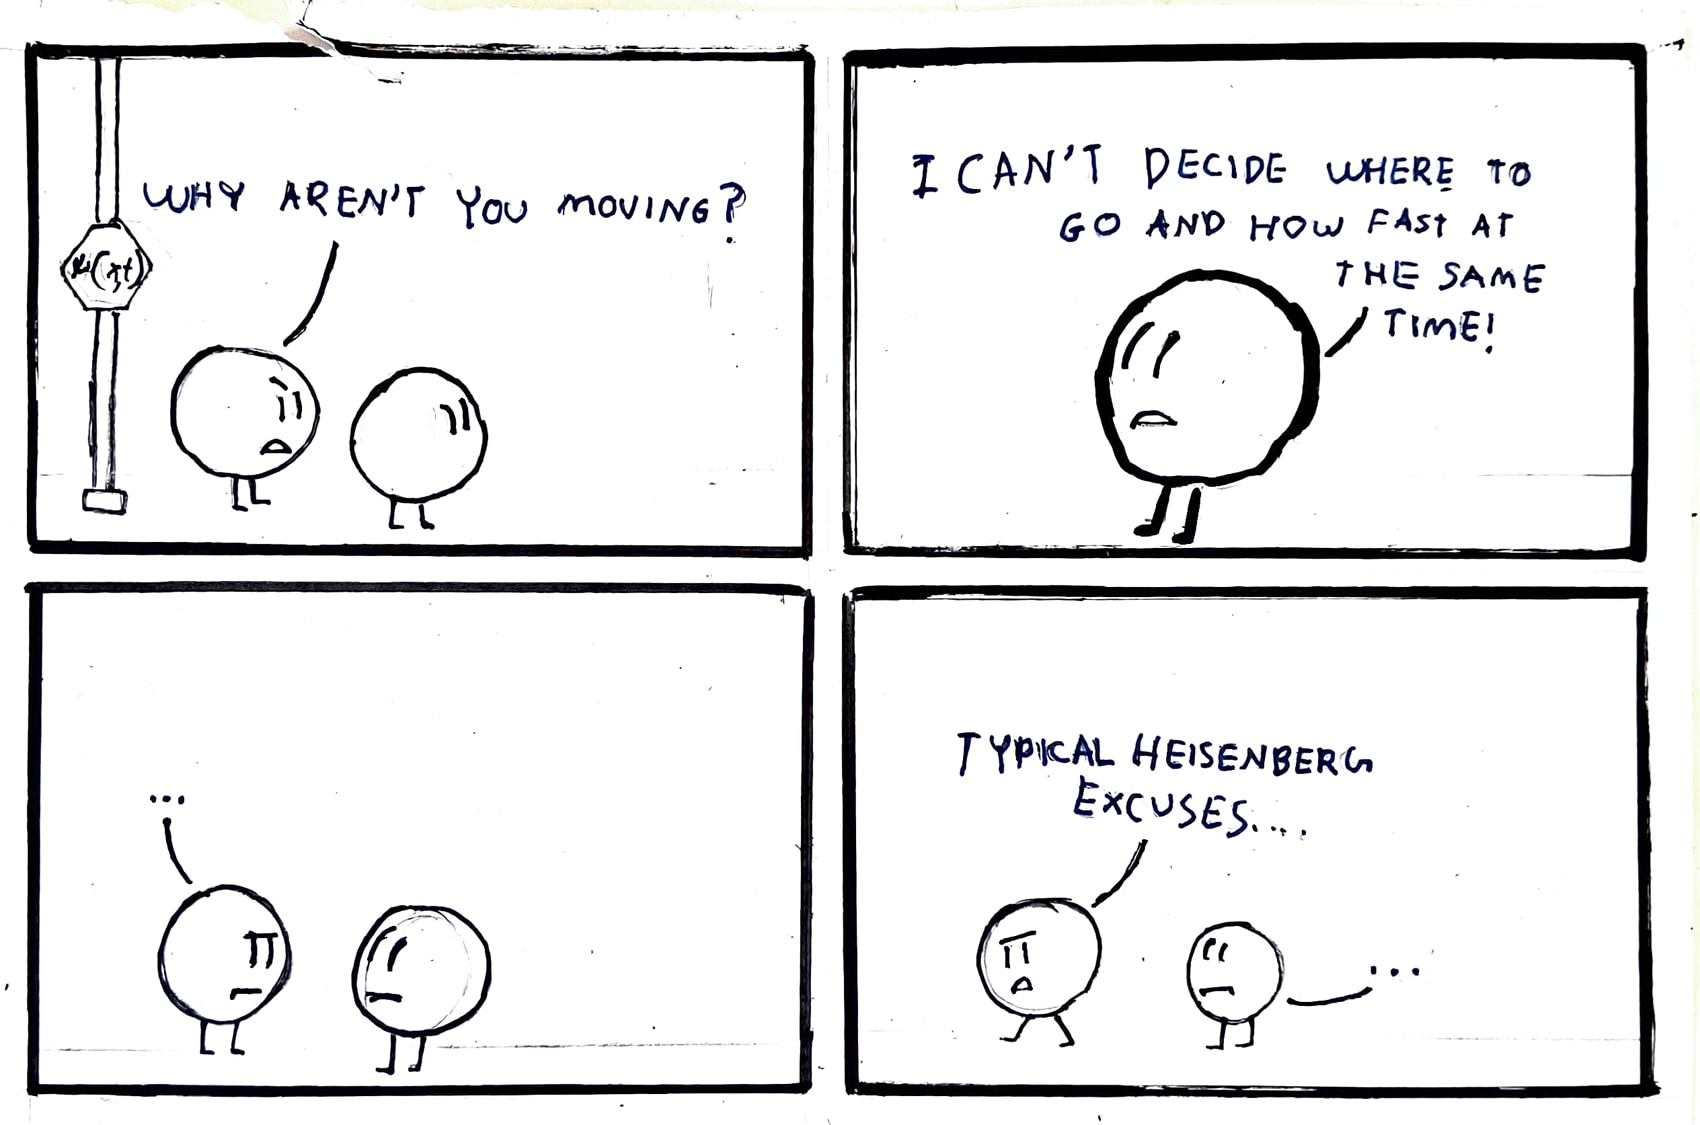 WHY AREN'T YOU MOVING?
ψ(x,t)
I CAN'T DECIDE WHERE TO
GO AND HOW FAST AT
THE SAME
TIME!
...
TYPICAL HEISENBERG
EXCUSES....
...